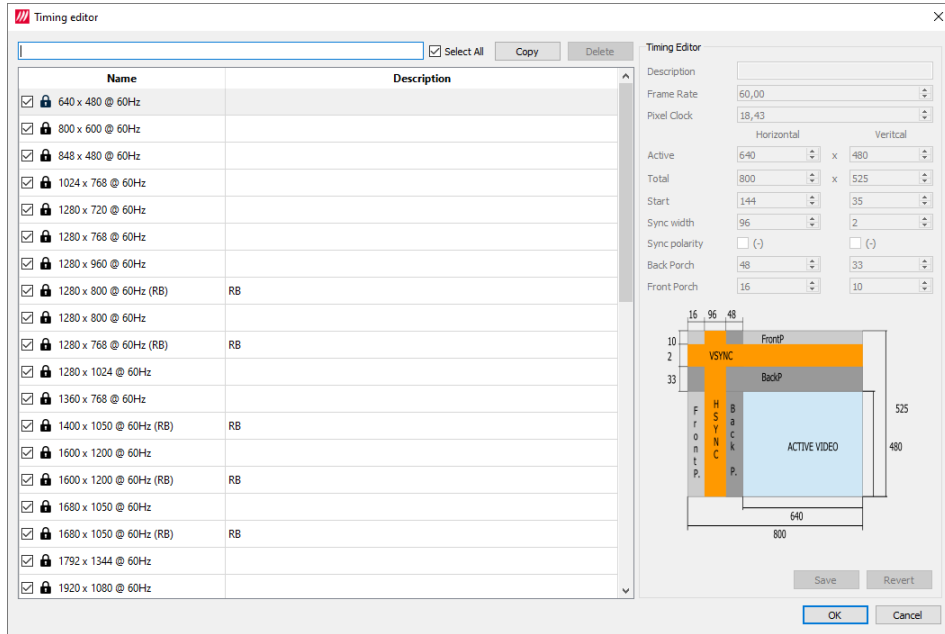 Timing editor
Select All Copy Delete
Name Description
640 x 480 @ 60Hz
800 x 600 @ 60Hz
848 x 480 @ 60Hz
1024 x 768 @ 60Hz
1280 x 720 @ 60Hz
1280 x 768 @ 60Hz
1280 x 960 @ 60Hz
1280 x 800 @ 60Hz (RB) RB
1280 x 800 @ 60Hz
1280 x 768 @ 60Hz (RB) RB
1280 x 1024 @ 60Hz
1360 x 768 @ 60Hz
1400 x 1050 @ 60Hz (RB) RB
1600 x 1200 @ 60Hz
1600 x 1200 @ 60Hz (RB) RB
1680 x 1050 @ 60Hz
1680 x 1050 @ 60Hz (RB) RB
1792 x 1344 @ 60Hz
1920 x 1080 @ 60Hz
Timing Editor
Description
Frame Rate 60,00
Pixel Clock 18,43
Horizontal Veritcal
Active 640 x 480
Total 800 x 525
Start 144 35
Sync width 96 2
Sync polarity (-) (-)
Back Porch 48 33
Front Porch 16 10
16 96 48
10 FrontP
2 VSYNC
33 BackP
FrontP.
HSYNC
Back P.
ACTIVE VIDEO
525
480
640
800
Save Revert
OK Cancel